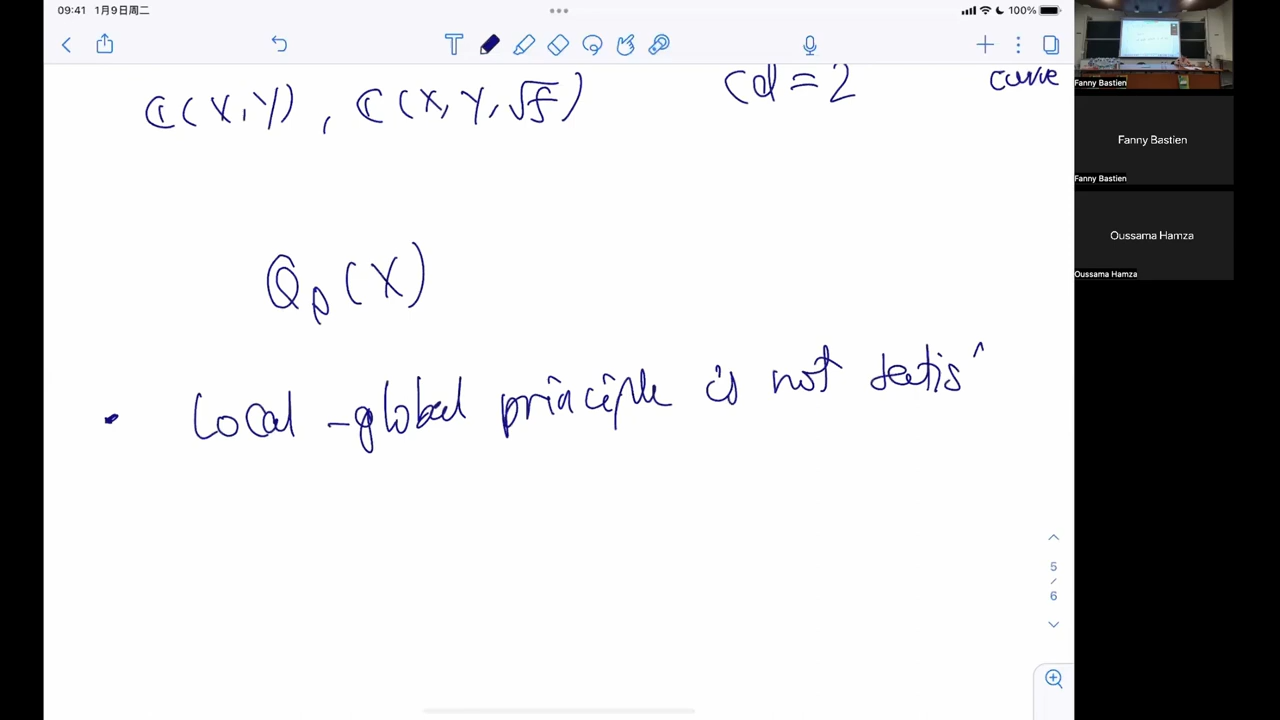 09:41 1月9日周二
100%
curve
ℂ(X,Y) , ℂ(X,Y,√f) cd = 2
ℚp(X)
• Local-global principle is not satis
5
/
6
Fanny Bastien
Fanny Bastien
Fanny Bastien
Oussama Hamza
Oussama Hamza